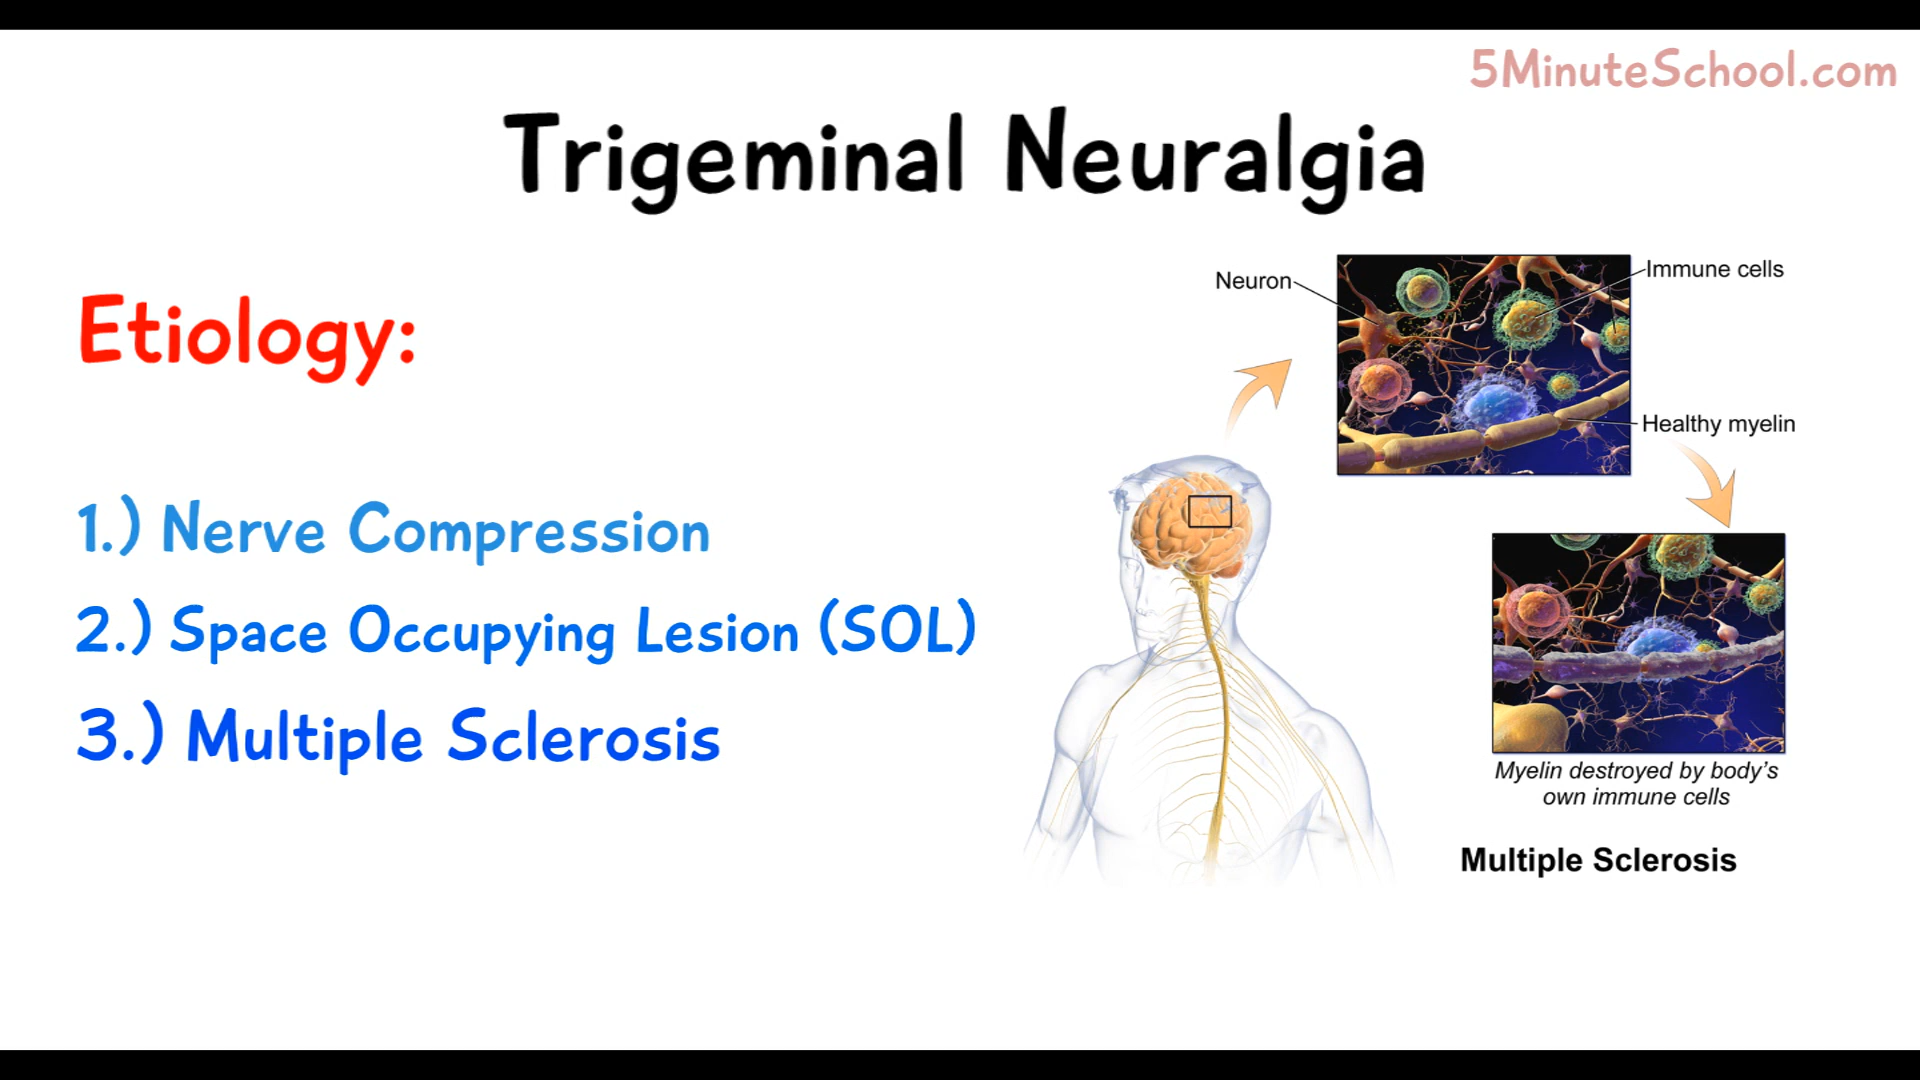 5MinuteSchool.com
Trigeminal Neuralgia
Etiology:
1.) Nerve Compression
2.) Space Occupying Lesion (SOL)
3.) Multiple Sclerosis
Neuron
Immune cells
Healthy myelin
Myelin destroyed by body's
own immune cells
Multiple Sclerosis